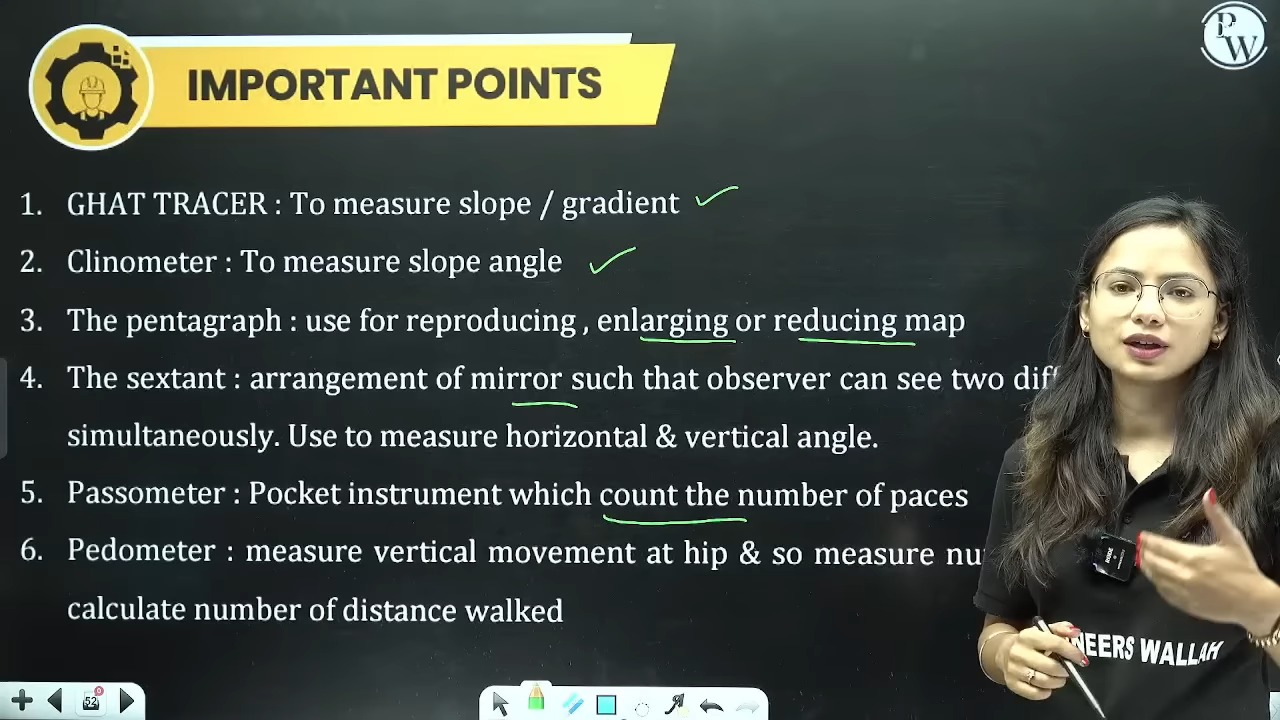 PW
IMPORTANT POINTS
1. GHAT TRACER : To measure slope / gradient
2. Clinometer : To measure slope angle
3. The pentagraph : use for reproducing , enlarging or reducing map
4. The sextant : arrangement of mirror such that observer can see two
simultaneously. Use to measure horizontal & vertical angle.
5. Passometer : Pocket instrument which count the number of paces
6. Pedometer : measure vertical movement at hip & so measure
calculate number of distance walked
WALLAH
52